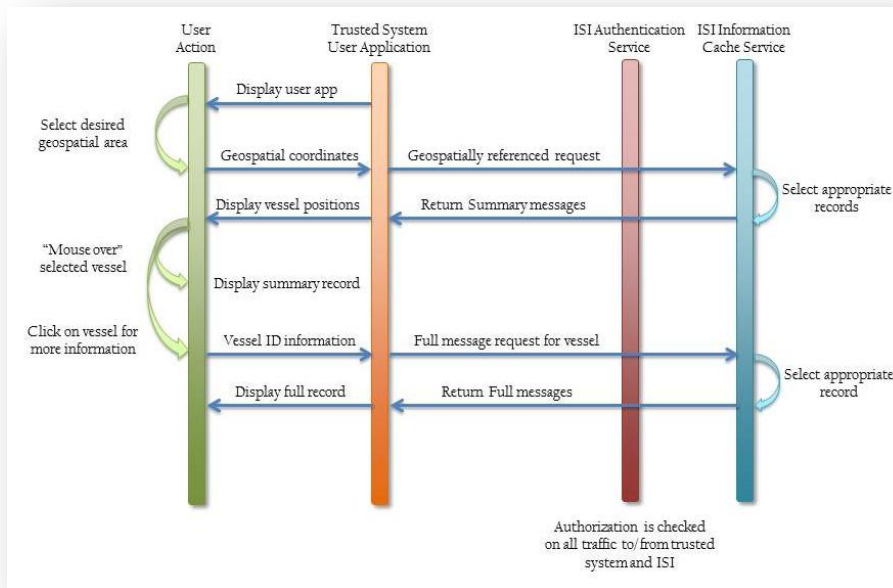 User
Action
Trusted System
User Application
ISI Authentication
Service
ISI Information
Cache Service
Display user app
Select desired
geospatial area
Geospatial coordinates
Geospatially referenced request
Select appropriate
records
Display vessel positions
Return Summary messages
“Mouse over”
selected vessel
Display summary record
Click on vessel for
more information
Vessel ID information
Full message request for vessel
Select appropriate
record
Display full record
Return Full messages
Authorization is checked
on all traffic to/from trusted
system and ISI